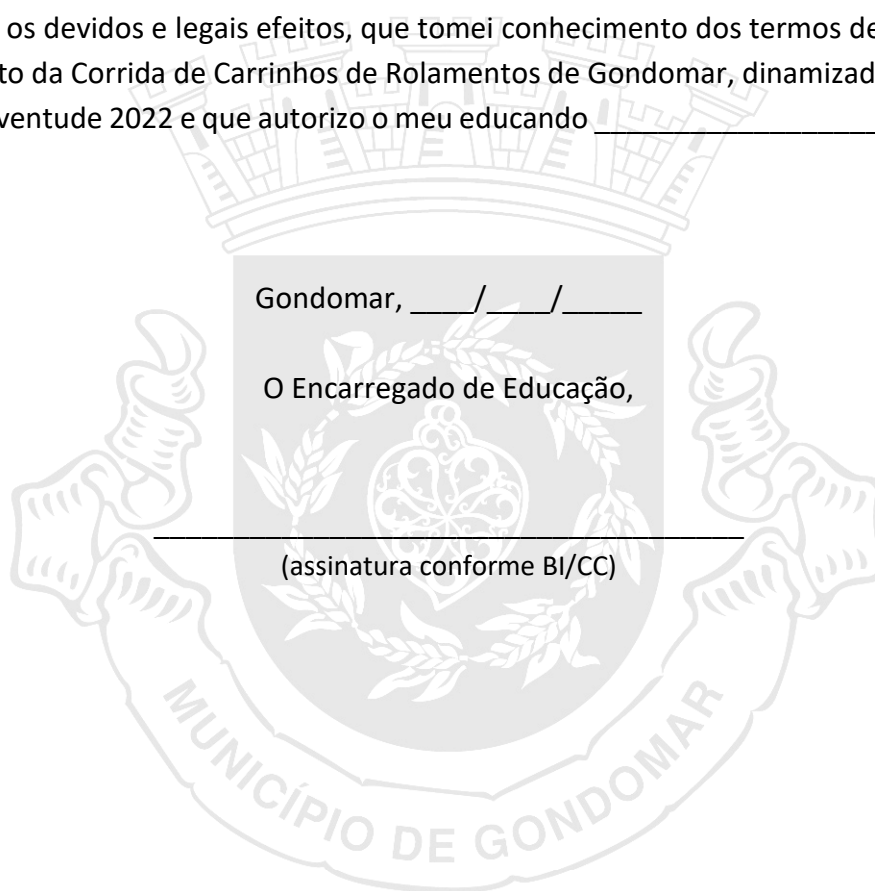 os devidos e legais efeitos, que tomei conhecimento dos termos de
to da Corrida de Carrinhos de Rolamentos de Gondomar, dinamizad
ventude 2022 e que autorizo o meu educando ___________________
Gondomar, ____/____/_____
O Encarregado de Educação,
______________________________________
(assinatura conforme BI/CC)
MUNICÍPIO DE GONDOMAR